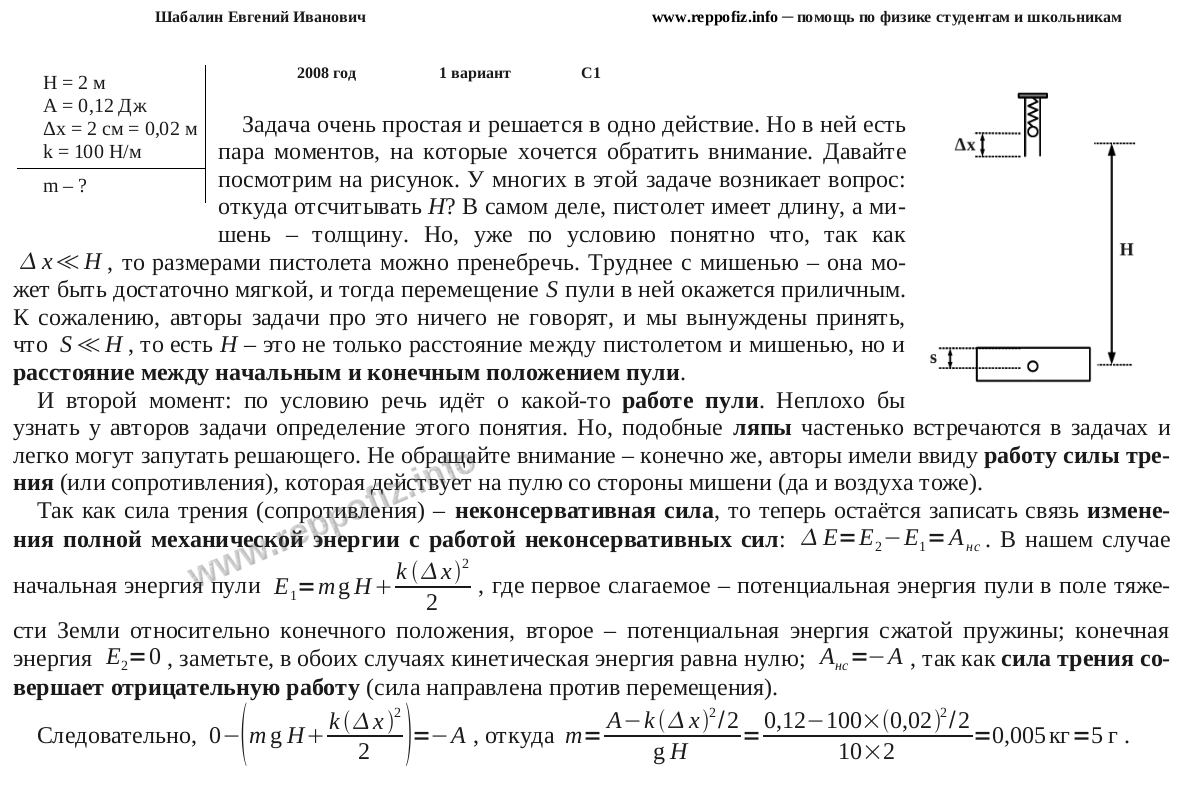 Шабалин Евгений Иванович www.reppofiz.info — помощь по физике студентам и школьникам
H = 2 м
A = 0,12 Дж
Δx = 2 см = 0,02 м
k = 100 Н/м
m – ?
2008 год 1 вариант С1
Задача очень простая и решается в одно действие. Но в ней есть
пара моментов, на которые хочется обратить внимание. Давайте
посмотрим на рисунок. У многих в этой задаче возникает вопрос:
откуда отсчитывать H? В самом деле, пистолет имеет длину, а ми-
шень – толщину. Но, уже по условию понятно что, так как
Δx≪H, то размерами пистолета можно пренебречь. Труднее с мишенью – она мо-
жет быть достаточно мягкой, и тогда перемещение S пули в ней окажется приличным.
К сожалению, авторы задачи про это ничего не говорят, и мы вынуждены принять,
что S≪H, то есть H – это не только расстояние между пистолетом и мишенью, но и
расстояние между начальным и конечным положением пули.
Δx
H
s
И второй момент: по условию речь идёт о какой-то работе пули. Неплохо бы
узнать у авторов задачи определение этого понятия. Но, подобные ляпы частенько встречаются в задачах и
легко могут запутать решающего. Не обращайте внимание – конечно же, авторы имели ввиду работу силы тре-
ния (или сопротивления), которая действует на пулю со стороны мишени (да и воздуха тоже).
Так как сила трения (сопротивления) – неконсервативная сила, то теперь остаётся записать связь измене-
ния полной механической энергии с работой неконсервативных сил: ΔE=E₂−E₁=Aнс. В нашем случае
начальная энергия пули E₁=mgH+k(Δx)²/2, где первое слагаемое – потенциальная энергия пули в поле тяже-
сти Земли относительно конечного положения, второе – потенциальная энергия сжатой пружины; конечная
энергия E₂=0, заметьте, в обоих случаях кинетическая энергия равна нулю; Aнс=−A, так как сила трения со-
вершает отрицательную работу (сила направлена против перемещения).
Следовательно, 0−(mgH+k(Δx)²/2)=−A, откуда m=(A−k(Δx)²/2)/(gH)=(0,12−100×(0,02)²/2)/(10×2)=0,005кг=5г.
www.reppofiz.info